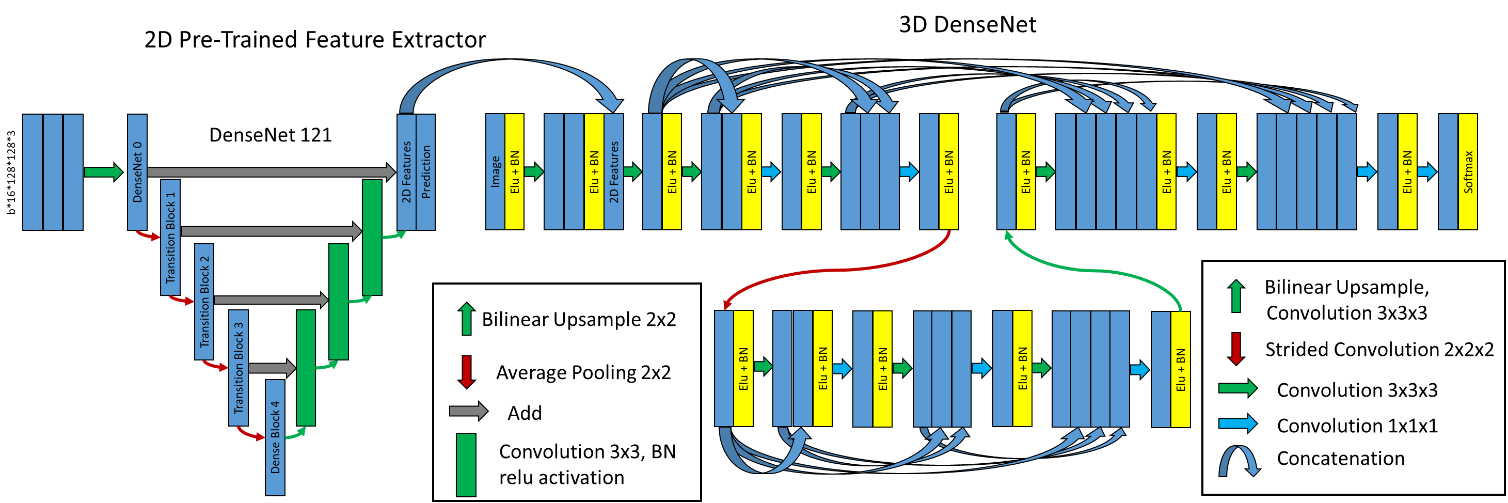 2D Pre-Trained Feature Extractor
3D DenseNet
b*16*128*128*3
DenseNet 121
DenseNet 0
Transition Block 1
Transition Block 2
Transition Block 3
Dense Block 4
2D Features
Prediction
Image
Elu + BN
Elu + BN
2D Features
Elu + BN
Elu + BN
Elu + BN
Elu + BN
Elu + BN
Elu + BN
Elu + BN
Elu + BN
Softmax
Elu + BN
Elu + BN
Elu + BN
Elu + BN
Elu + BN
Bilinear Upsample 2x2
Average Pooling 2x2
Add
Convolution 3x3, BN
relu activation
Bilinear Upsample,
Convolution 3x3x3
Strided Convolution 2x2x2
Convolution 3x3x3
Convolution 1x1x1
Concatenation